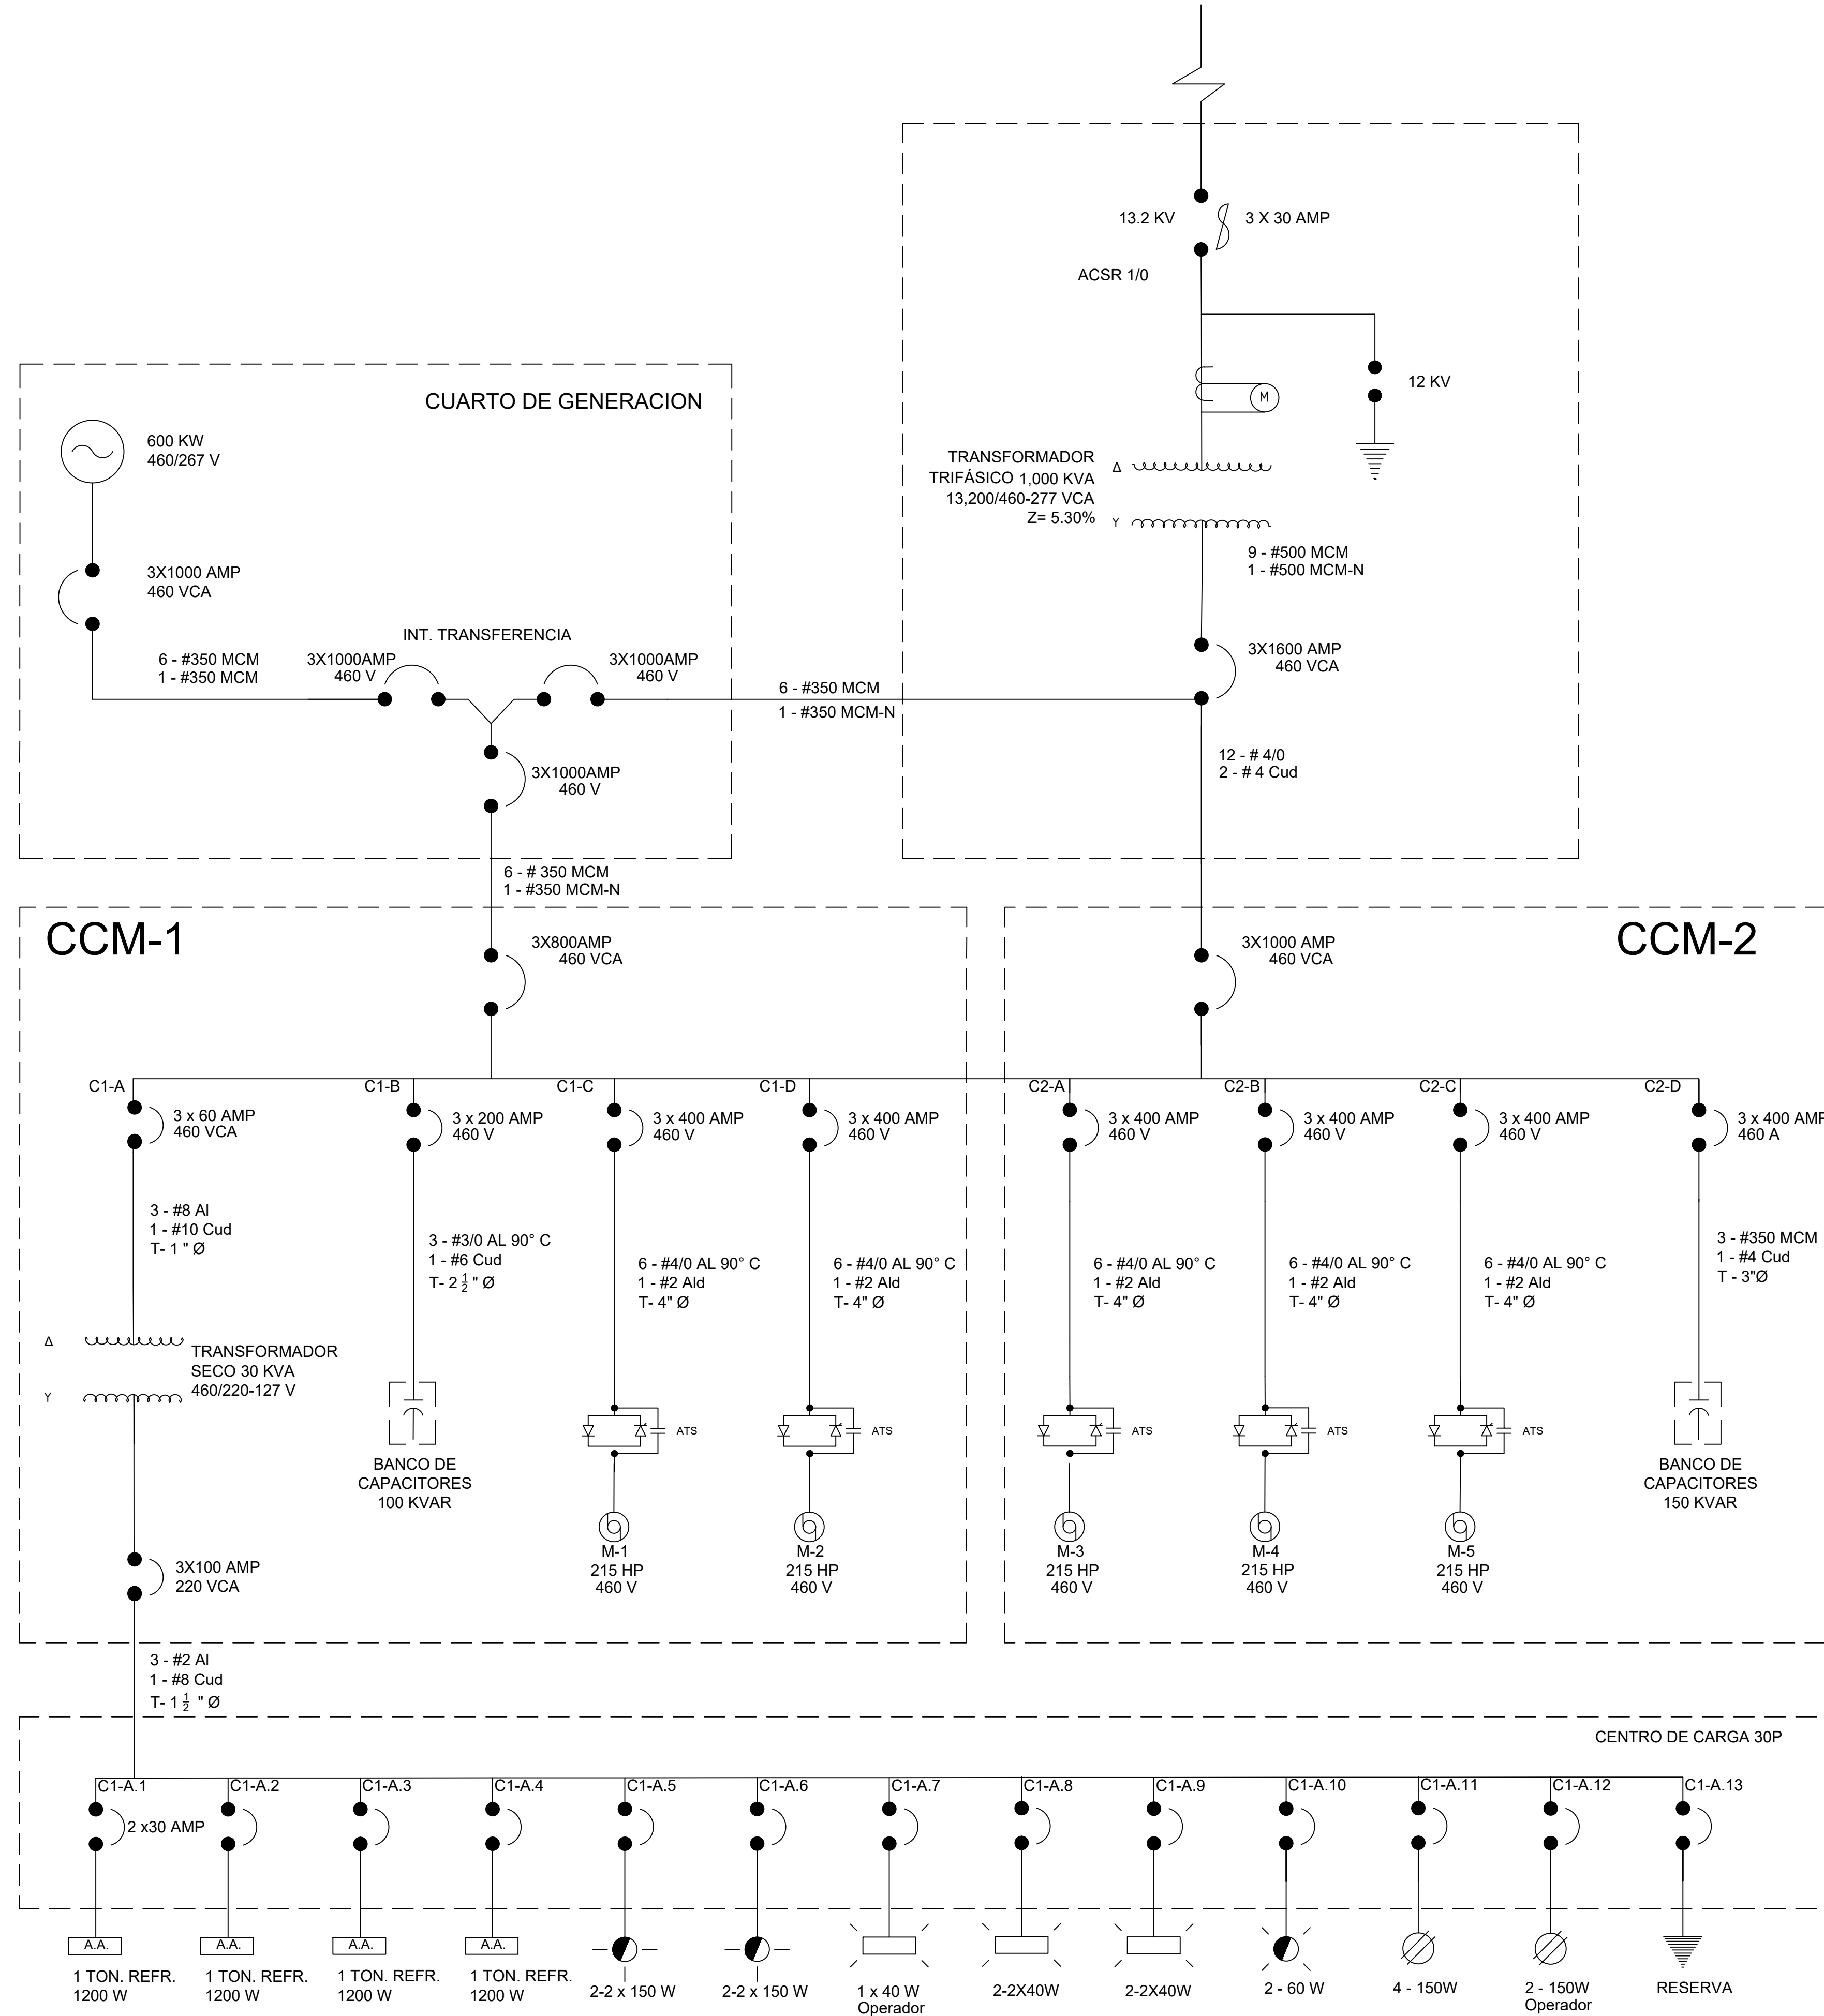 13.2 KV
3 X 30 AMP
ACSR 1/0
12 KV
M
TRANSFORMADOR
TRIFÁSICO 1,000 KVA
13,200/460-277 VCA
Z= 5.30%
Δ
Y
9 - #500 MCM
1 - #500 MCM-N
3X1600 AMP
460 VCA
12 - # 4/0
2 - # 4 Cud
CUARTO DE GENERACION
600 KW
460/267 V
3X1000 AMP
460 VCA
INT. TRANSFERENCIA
6 - #350 MCM
1 - #350 MCM
3X1000AMP
460 V
3X1000AMP
460 V
6 - #350 MCM
1 - #350 MCM-N
3X1000AMP
460 V
6 - # 350 MCM
1 - #350 MCM-N
CCM-1
3X800AMP
460 VCA
C1-A
3 x 60 AMP
460 VCA
3 - #8 Al
1 - #10 Cud
T- 1 " Ø
Δ
Y
TRANSFORMADOR
SECO 30 KVA
460/220-127 V
3X100 AMP
220 VCA
3 - #2 Al
1 - #8 Cud
T- 1 1/2 " Ø
C1-B
3 x 200 AMP
460 V
3 - #3/0 AL 90° C
1 - #6 Cud
T- 2 1/2 " Ø
BANCO DE
CAPACITORES
100 KVAR
C1-C
3 x 400 AMP
460 V
6 - #4/0 AL 90° C
1 - #2 Ald
T- 4" Ø
ATS
M-1
215 HP
460 V
C1-D
3 x 400 AMP
460 V
6 - #4/0 AL 90° C
1 - #2 Ald
T- 4" Ø
ATS
M-2
215 HP
460 V
CCM-2
3X1000 AMP
460 VCA
C2-A
3 x 400 AMP
460 V
6 - #4/0 AL 90° C
1 - #2 Ald
T- 4" Ø
ATS
M-3
215 HP
460 V
C2-B
3 x 400 AMP
460 V
6 - #4/0 AL 90° C
1 - #2 Ald
T- 4" Ø
ATS
M-4
215 HP
460 V
C2-C
3 x 400 AMP
460 V
6 - #4/0 AL 90° C
1 - #2 Ald
T- 4" Ø
ATS
M-5
215 HP
460 V
C2-D
3 x 400 AMP
460 A
3 - #350 MCM
1 - #4 Cud
T - 3"Ø
BANCO DE
CAPACITORES
150 KVAR
CENTRO DE CARGA 30P
C1-A.1
2 x30 AMP
A.A.
1 TON. REFR.
1200 W
C1-A.2
A.A.
1 TON. REFR.
1200 W
C1-A.3
A.A.
1 TON. REFR.
1200 W
C1-A.4
A.A.
1 TON. REFR.
1200 W
C1-A.5
2-2 x 150 W
C1-A.6
2-2 x 150 W
C1-A.7
1 x 40 W
Operador
C1-A.8
2-2X40W
C1-A.9
2-2X40W
C1-A.10
2 - 60 W
C1-A.11
4 - 150W
C1-A.12
2 - 150W
Operador
C1-A.13
RESERVA